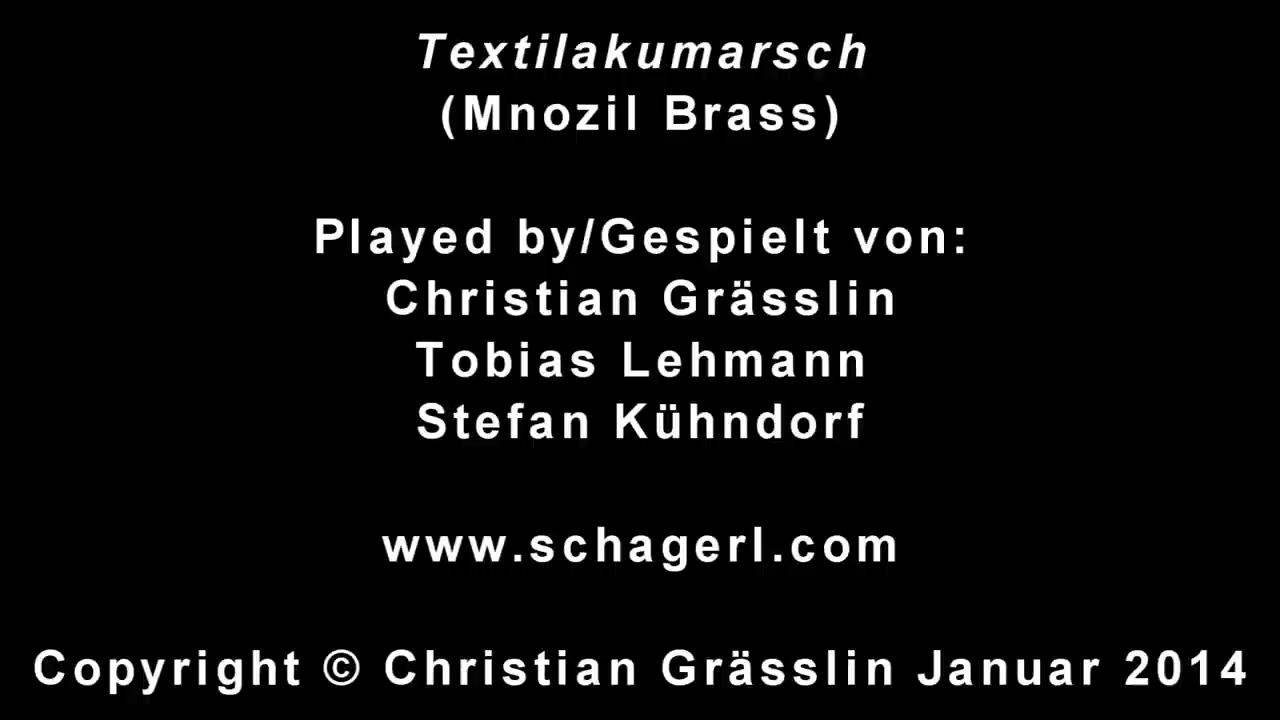 Textilakumarsch
(Mnozil Brass)
Played by/Gespielt von:
Christian Grässlin
Tobias Lehmann
Stefan Kühndorf
www.schagerl.com
Copyright © Christian Grässlin Januar 2014